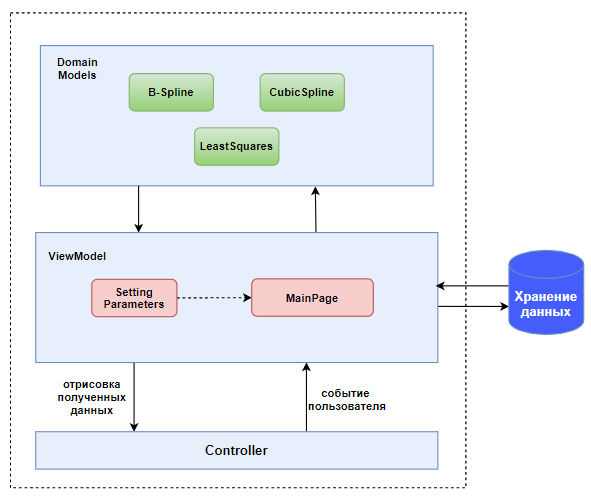 Domain
Models
B-Spline
CubicSpline
LeastSquares
ViewModel
Setting
Parameters
MainPage
Хранение
данных
отрисовка
полученных
данных
событие
пользователя
Controller